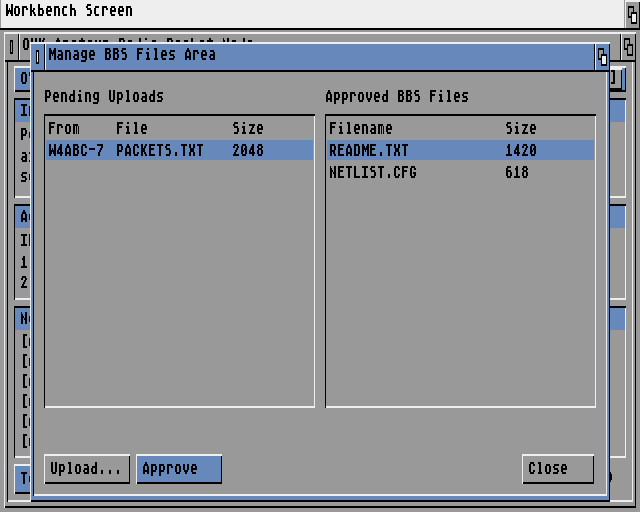 Workbench Screen
Manage BBS Files Area
Pending Uploads
Approved BBS Files
From File Size
Filename Size
W4ABC-7 PACKETS.TXT 2048
README.TXT 1420
NETLIST.CFG 618
Upload...
Approve
Close